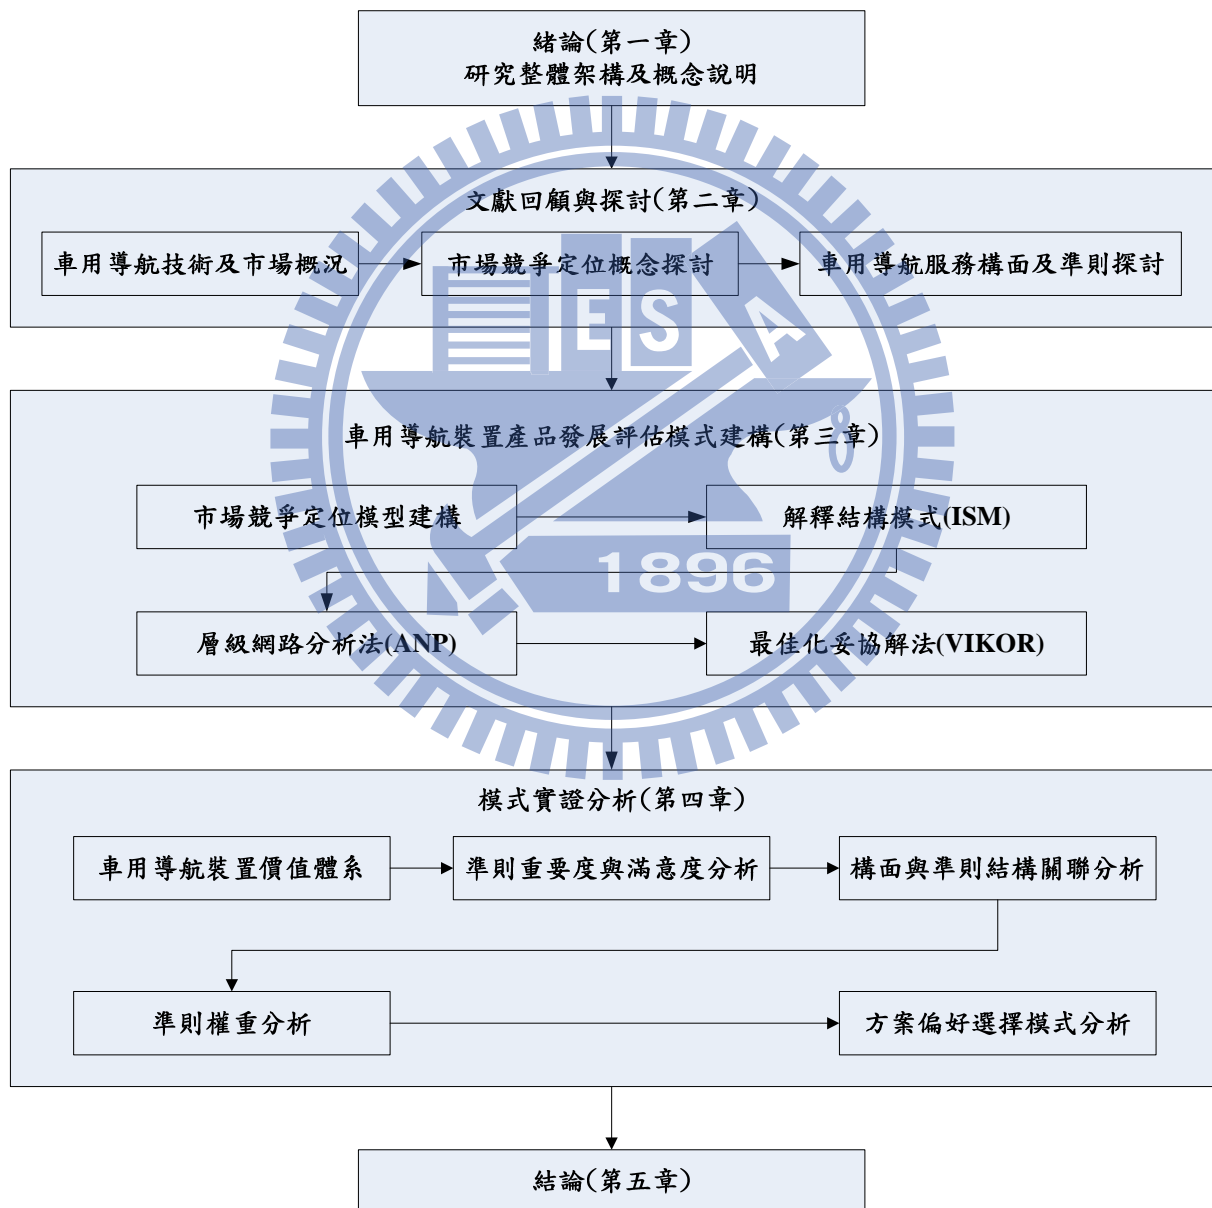 緒論(第一章)
研究整體架構及概念說明
文獻回顧與探討(第二章)
車用導航技術及市場概況
市場競爭定位概念探討
車用導航服務構面及準則探討
ESA
車用導航裝置產品發展評估模式建構(第三章)
市場競爭定位模型建構
解釋結構模式(ISM)
1896
層級網路分析法(ANP)
最佳化妥協解法(VIKOR)
模式實證分析(第四章)
車用導航裝置價值體系
準則重要度與滿意度分析
構面與準則結構關聯分析
準則權重分析
方案偏好選擇模式分析
結論(第五章)